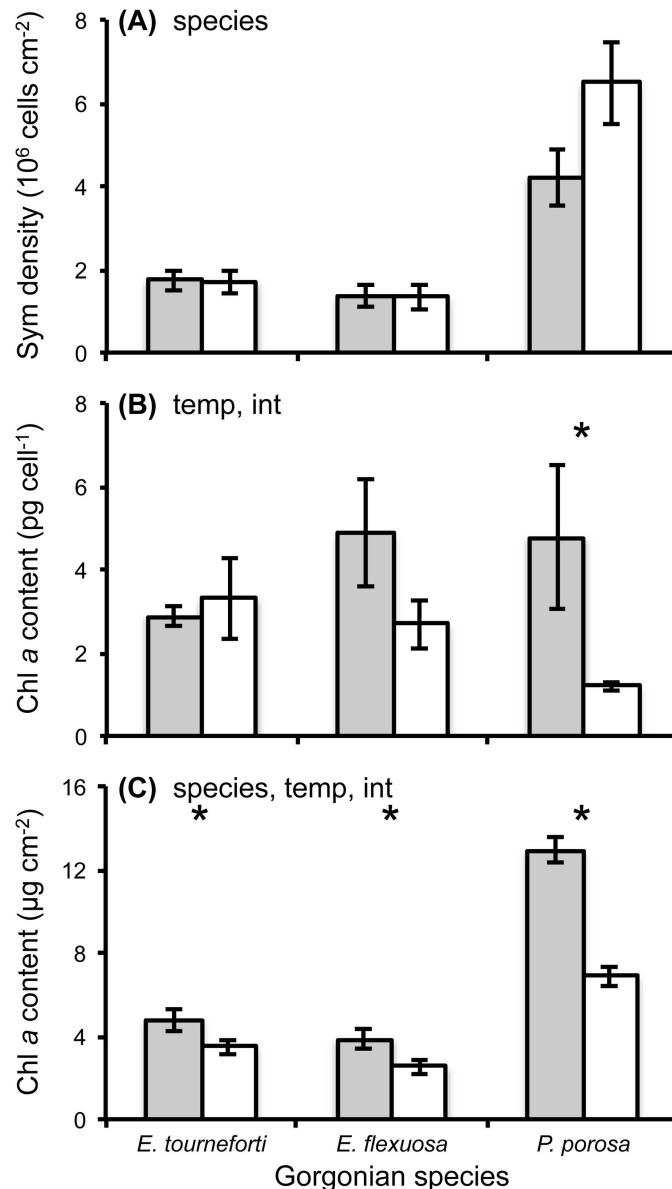 (A) species
Sym density (10⁶ cells cm⁻²)
8
6
4
2
0
(B) temp, int
*
Chl a content (pg cell⁻¹)
8
6
4
2
0
(C) species, temp, int
* * *
Chl a content (µg cm⁻²)
16
12
8
4
0
E. tourneforti E. flexuosa P. porosa
Gorgonian species